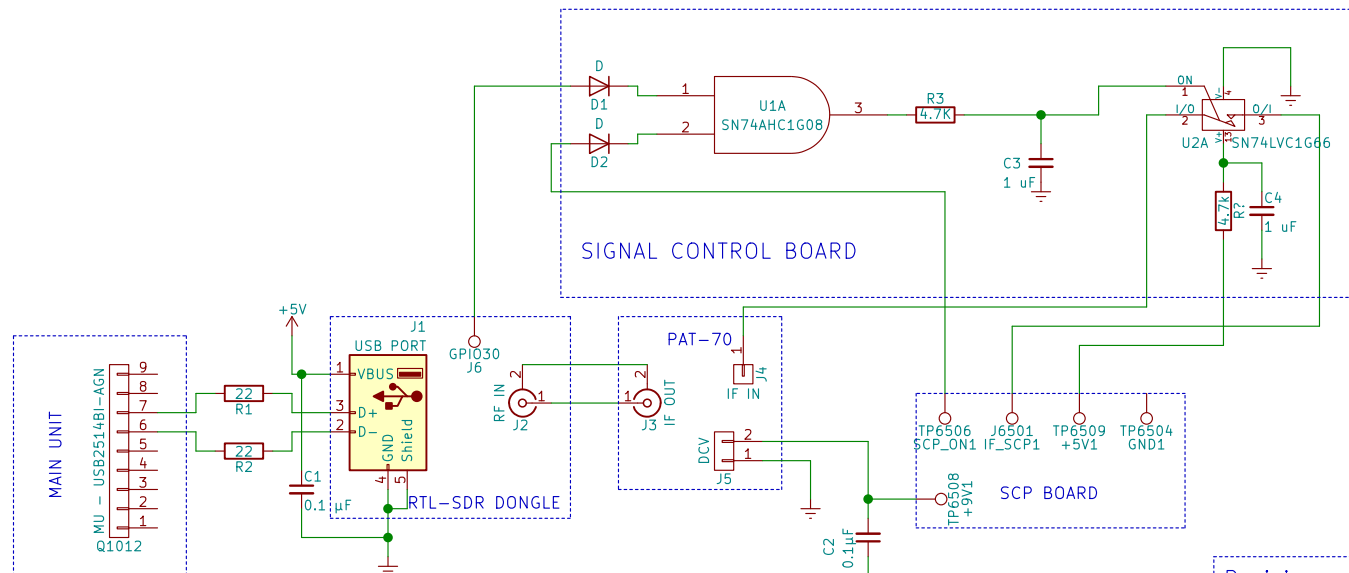 D
D1
D
D2
1
2
U1A
SN74AHC1G08
3
R3
4.7K
C3
1 uF
ON
1
I/O
2
V-
4
O/I
3
V+
13
U2A
SN74LVC1G66
4.7k
R?
C4
1 uF
SIGNAL CONTROL BOARD
+5V
J1
USB PORT
VBUS
1
D+
3
D-
2
GND
Shield
4
5
C1
0.1 µF
RTL-SDR DONGLE
MAIN UNIT
MU - USB2514BI-AGN
9
8
7
6
5
4
3
2
1
Q1012
22
R1
22
R2
GPIO30
J6
RF IN
2
1
J2
PAT-70
2
1
J3
IF OUT
1
J4
IF IN
DCV
2
1
J5
TP6506
SCP_ON1
J6501
IF_SCP1
TP6509
+5V1
TP6504
GND1
TP6508
+9V1
SCP BOARD
C2
0.1µF